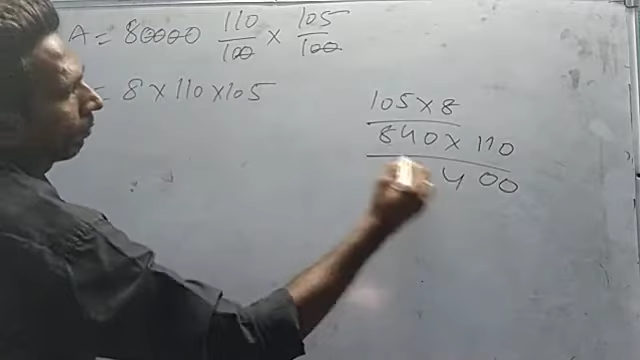 A = 80000 110/100 × 105/100
= 8 × 110 × 105
105 × 8
840 × 110
400